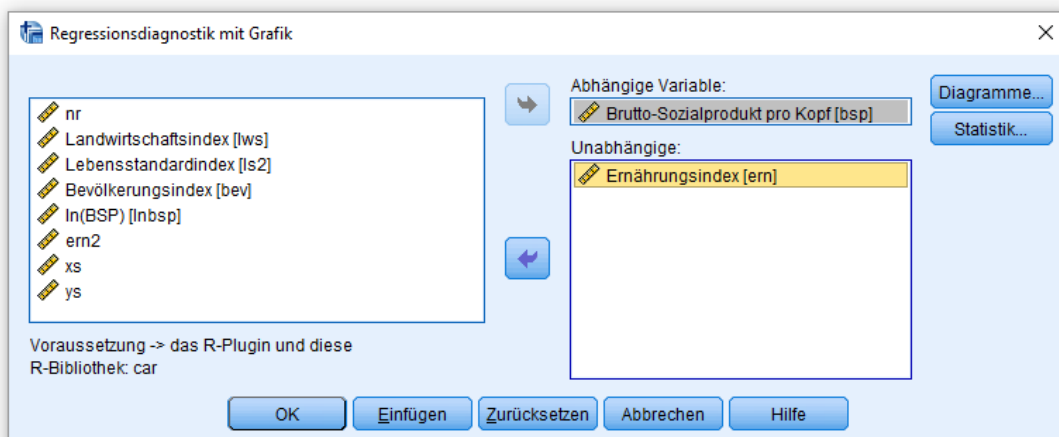 Regressionsdiagnostik mit Grafik
nr
Landwirtschaftsindex [lws]
Lebensstandardindex [ls2]
Bevölkerungsindex [bev]
ln(BSP) [lnbsp]
ern2
xs
ys
Voraussetzung -> das R-Plugin und diese
R-Bibliothek: car
Abhängige Variable:
Brutto-Sozialprodukt pro Kopf [bsp]
Unabhängige:
Ernährungsindex [ern]
Diagramme...
Statistik...
OK
Einfügen
Zurücksetzen
Abbrechen
Hilfe